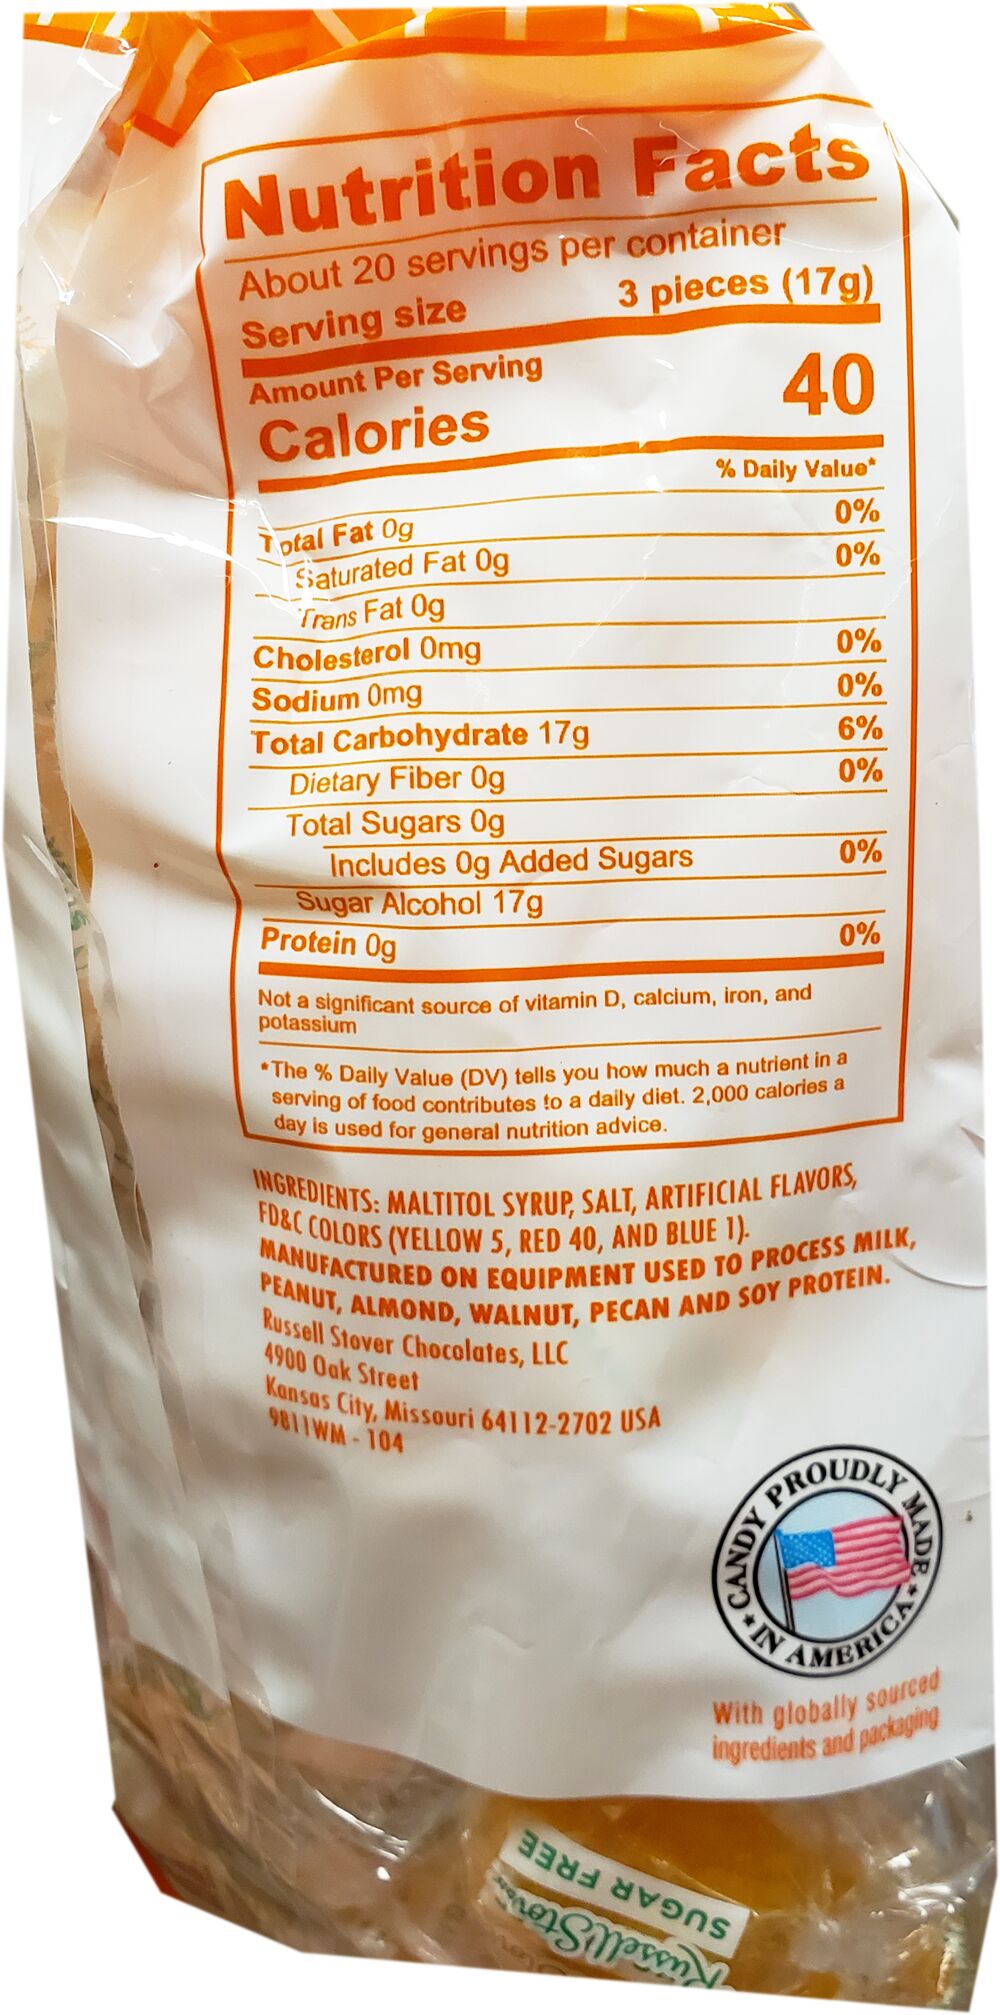 Nutrition Facts
About 20 servings per container
Serving size 3 pieces (17g)
Amount Per Serving
Calories 40
% Daily Value*
Total Fat 0g 0%
Saturated Fat 0g 0%
Trans Fat 0g
Cholesterol 0mg 0%
Sodium 0mg 0%
Total Carbohydrate 17g 6%
Dietary Fiber 0g 0%
Total Sugars 0g
Includes 0g Added Sugars 0%
Sugar Alcohol 17g
Protein 0g 0%
Not a significant source of vitamin D, calcium, iron, and
potassium
*The % Daily Value (DV) tells you how much a nutrient in a
serving of food contributes to a daily diet. 2,000 calories a
day is used for general nutrition advice.
INGREDIENTS: MALTITOL SYRUP, SALT, ARTIFICIAL FLAVORS,
FD&C COLORS (YELLOW 5, RED 40, AND BLUE 1).
MANUFACTURED ON EQUIPMENT USED TO PROCESS MILK,
PEANUT, ALMOND, WALNUT, PECAN AND SOY PROTEIN.
Russell Stover Chocolates, LLC
4900 Oak Street
Kansas City, Missouri 64112-2702 USA
9811WM - 104
CANDY PROUDLY MADE
IN AMERICA
With globally sourced
ingredients and packaging
SUGAR FREE
Russell Stover